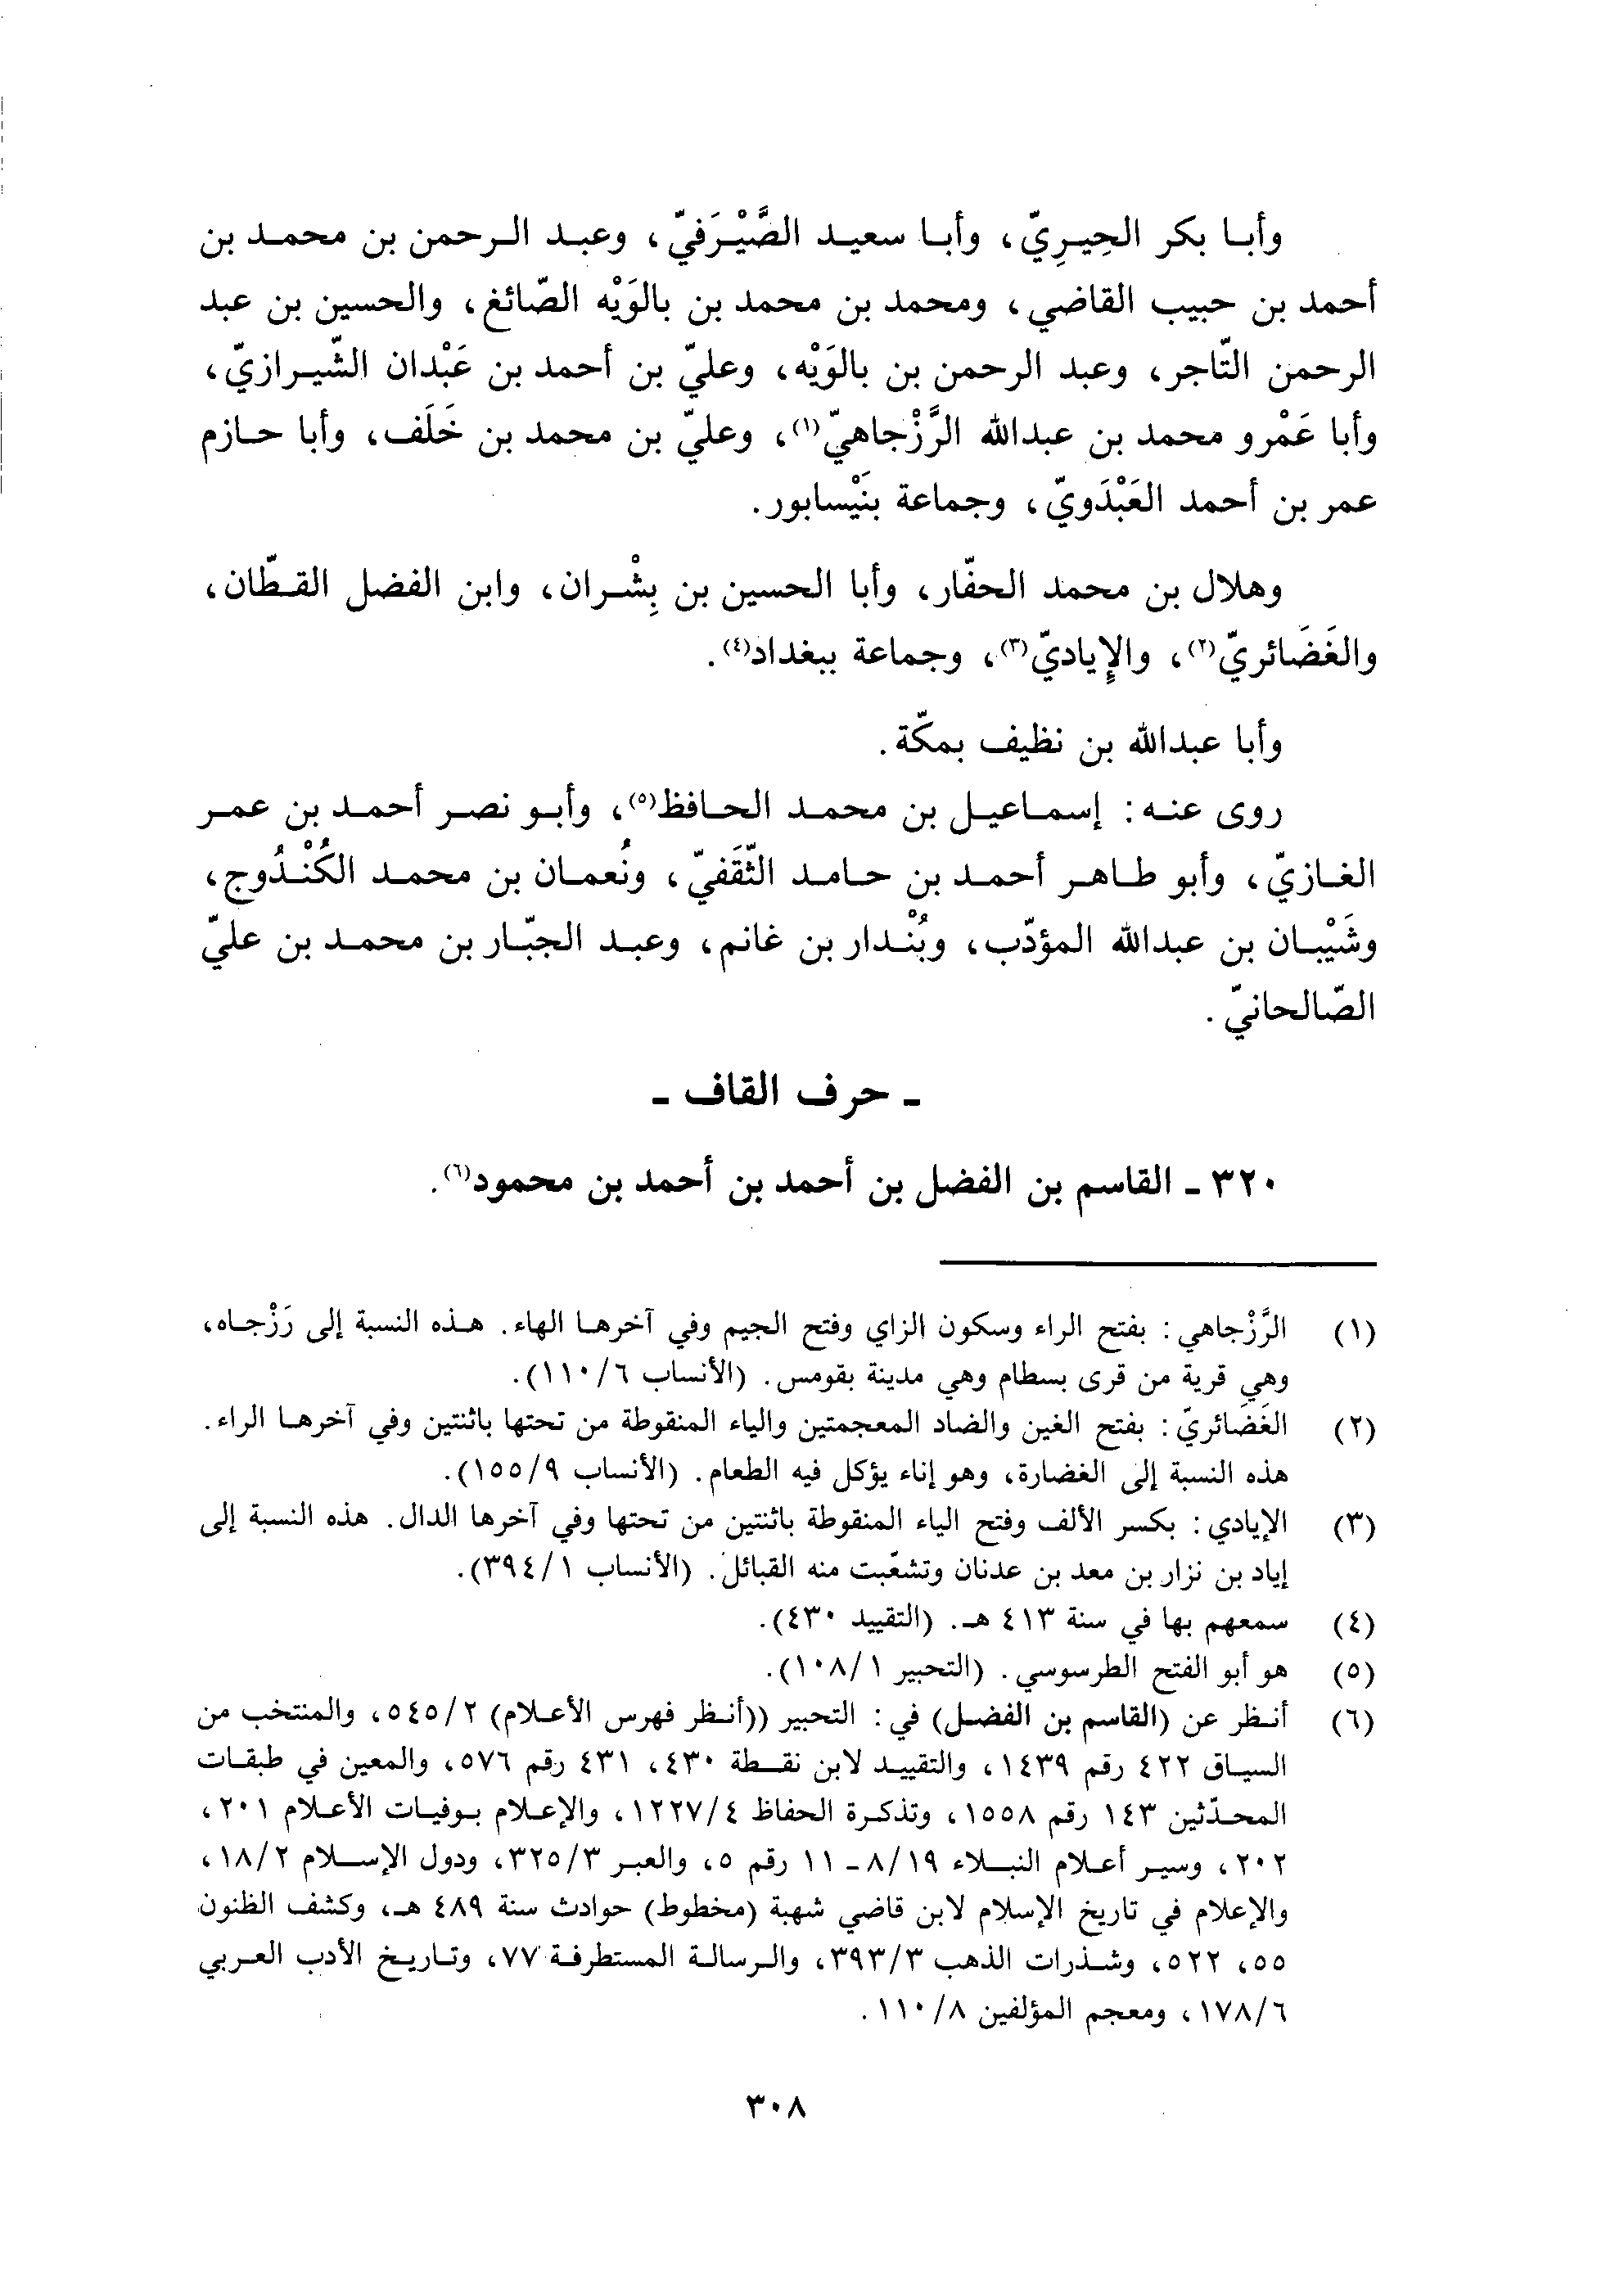 وأبا بكر الحِيرِيّ، وأبا سعيد الصَّيْرَفيّ، وعبد الرحمن بن محمد بن
أحمد بن حبيب القاضي، ومحمد بن محمد بن بالَوَيْه الصّائغ، والحسين بن عبد
الرحمن التّاجر، وعبد الرحمن بن بالَوَيْه، وعليّ بن أحمد بن عَبْدان الشّيرازيّ،
وأبا عَمْرو محمد بن عبدالله الرَّزْجاهيّ(١)، وعليّ بن محمد بن خَلَف، وأبا حازم
عمر بن أحمد العَبْدَويّ، وجماعة بنَيْسابور.
وهلال بن محمد الحفّار، وأبا الحسين بن بِشْران، وابن الفضل القطّان،
والغَضَائريّ(٢)، والإِياديّ(٣)، وجماعة ببغداد(٤).
وأبا عبدالله بن نظيف بمكّة.
روى عنه: إسماعيل بن محمد الحافظ(٥)، وأبو نصر أحمد بن عمر
الغازيّ، وأبو طاهر أحمد بن حامد الثّقَفيّ، ونُعمان بن محمد الكُنْدُوج،
وشَيْبان بن عبدالله المؤدّب، وبُنْدار بن غانم، وعبد الجبّار بن محمد بن عليّ
الصّالحانيّ.
- حرف القاف -
٣٢٠ - القاسم بن الفضل بن أحمد بن أحمد بن محمود(٦).
(١) الرَّزْجاهي: بفتح الراء وسكون الزاي وفتح الجيم وفي آخرها الهاء. هذه النسبة إلى رَزْجاه،
وهي قرية من قرى بسطام وهي مدينة بقومس. (الأنساب ٦/١١٠).
(٢) الغَضَائريّ: بفتح الغين والضاد المعجمتين والياء المنقوطة من تحتها باثنتين وفي آخرها الراء.
هذه النسبة إلى الغضارة، وهو إناء يؤكل فيه الطعام. (الأنساب ٩/١٥٥).
(٣) الإيادي: بكسر الألف وفتح الياء المنقوطة باثنتين من تحتها وفي آخرها الدال. هذه النسبة إلى
إياد بن نزار بن معد بن عدنان وتشعّبت منه القبائل. (الأنساب ١/٣٩٤).
(٤) سمعهم بها في سنة ٤١٣ هـ. (التقييد ٤٣٠).
(٥) هو أبو الفتح الطرسوسي. (التحبير ١/١٠٨).
(٦) أنظر عن (القاسم بن الفضل) في: التحبير ((أنظر فهرس الأعلام) ٢/٥٤٥، والمنتخب من
السياق ٤٢٢ رقم ١٤٣٩، والتقييد لابن نقطة ٤٣٠، ٤٣١ رقم ٥٧٦، والمعين في طبقات
المحدّثين ١٤٣ رقم ١٥٥٨، وتذكرة الحفاظ ٤/١٢٢٧، والإعلام بوفيات الأعلام ٢٠١،
٢٠٢، وسير أعلام النبلاء ١٩/٨ - ١١ رقم ٥، والعبر ٣/٣٢٥، ودول الإسلام ٢/١٨،
والإعلام في تاريخ الإسلام لابن قاضي شهبة (مخطوط) حوادث سنة ٤٨٩ هـ، وكشف الظنون
٥٥، ٥٢٢، وشذرات الذهب ٣/٣٩٣، والرسالة المستطرفة ٧٧، وتاريخ الأدب العربي
٦/١٧٨، ومعجم المؤلفين ٨/١١٠.
٣٠٨